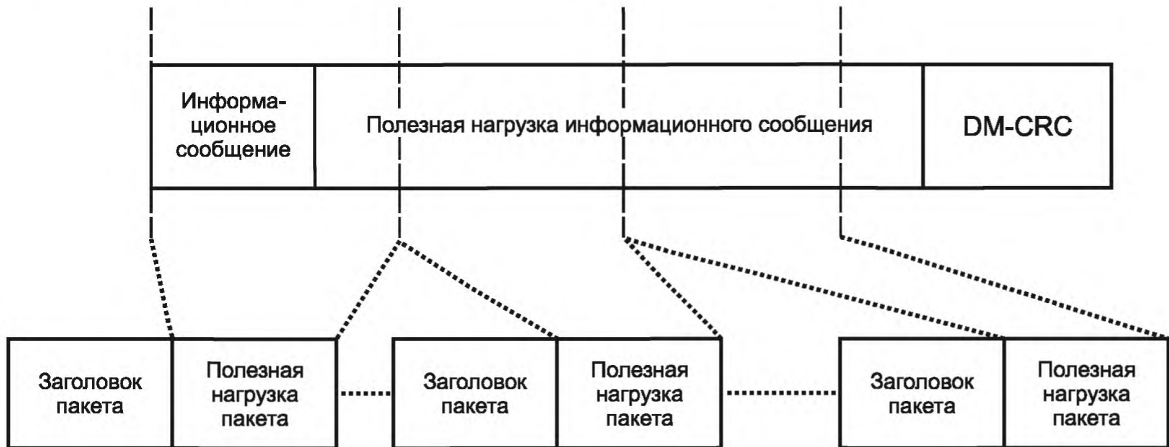 Информа-
ционное
сообщение
Полезная нагрузка информационного сообщения
DM-CRC
Заголовок
пакета
Полезная
нагрузка
пакета
Заголовок
пакета
Полезная
нагрузка
пакета
Заголовок
пакета
Полезная
нагрузка
пакета